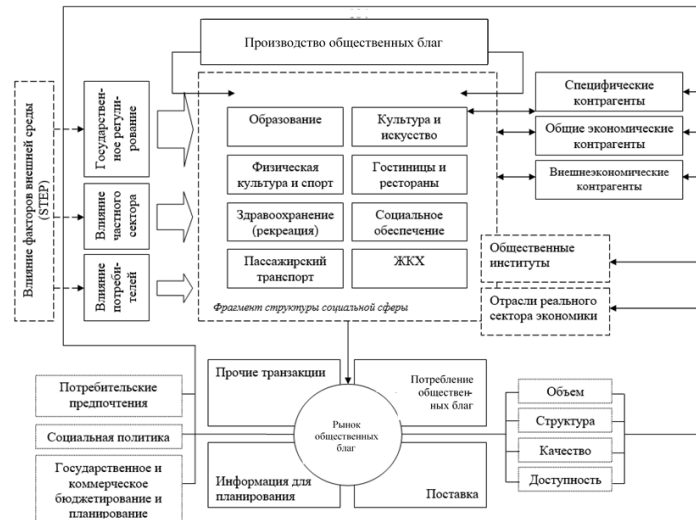 Производство общественных благ
Влияние факторов внешней среды
(STEP)
Государствен-
ное регули-
рование
Влияние
частного
сектора
Влияние
потреби-
телей
Образование
Культура и
искусство
Физическая
культура и спорт
Гостиницы и
рестораны
Здравоохранение
(рекреация)
Социальное
обеспечение
Пассажирский
транспорт
ЖКХ
Фрагмент структуры социальной сферы
Специфические
контрагенты
Общие экономические
контрагенты
Внешнеэкономические
контрагенты
Общественные
институты
Отрасли реального
сектора экономики
Потребительские
предпочтения
Социальная политика
Государственное и
коммерческое
бюджетирование и
планирование
Прочие транзакции
Потребление
обществен-
ных благ
Рынок
общественных
благ
Информация для
планирования
Поставка
Объем
Структура
Качество
Доступность